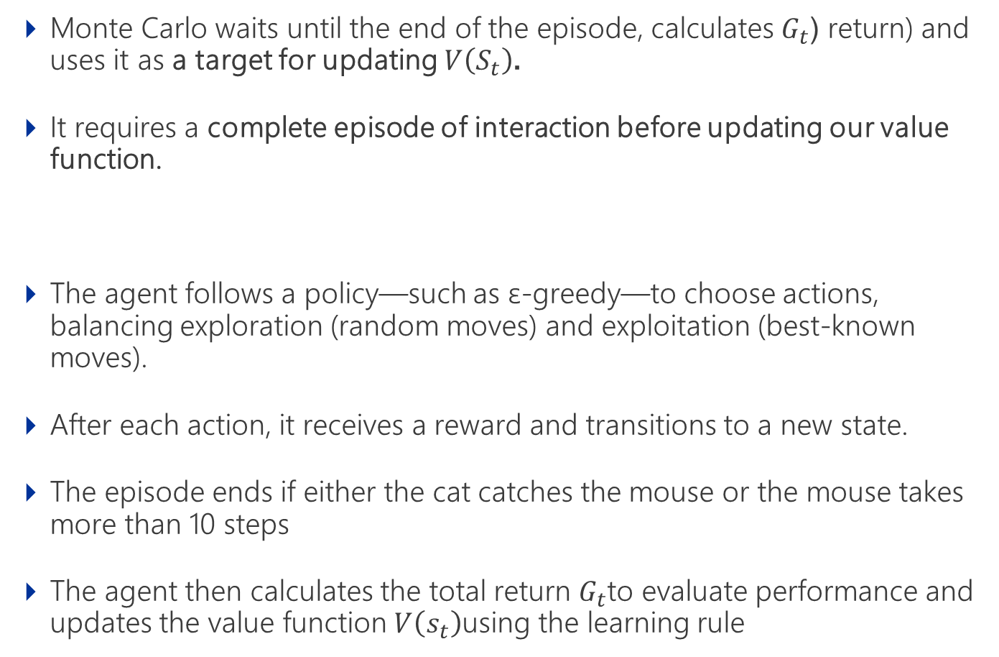 Monte Carlo waits until the end of the episode, calculates Gₜ) return) and
uses it as a target for updating V(Sₜ).
It requires a complete episode of interaction before updating our value
function.
The agent follows a policy—such as ε-greedy—to choose actions,
balancing exploration (random moves) and exploitation (best-known
moves).
After each action, it receives a reward and transitions to a new state.
The episode ends if either the cat catches the mouse or the mouse takes
more than 10 steps
The agent then calculates the total return Gₜto evaluate performance and
updates the value function V(sₜ)using the learning rule